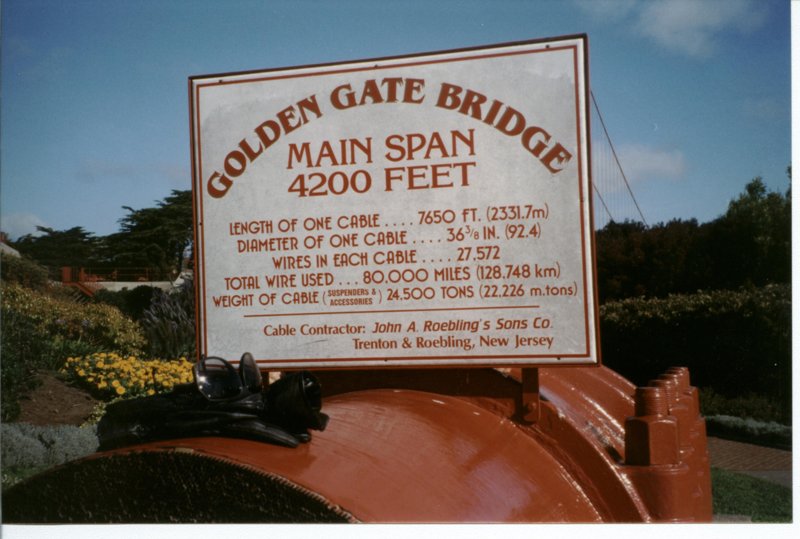 GOLDEN GATE BRIDGE
MAIN SPAN
4200 FEET
LENGTH OF ONE CABLE .... 7650 FT. (2331.7m)
DIAMETER OF ONE CABLE .... 36 3/8 IN. (92.4)
WIRES IN EACH CABLE .... 27,572
TOTAL WIRE USED ... 80,000 MILES (128,748 km)
WEIGHT OF CABLE (SUSPENDERS & ACCESSORIES) 24,500 TONS (22,226 m.tons)
Cable Contractor: John A. Roebling's Sons Co.
Trenton & Roebling, New Jersey